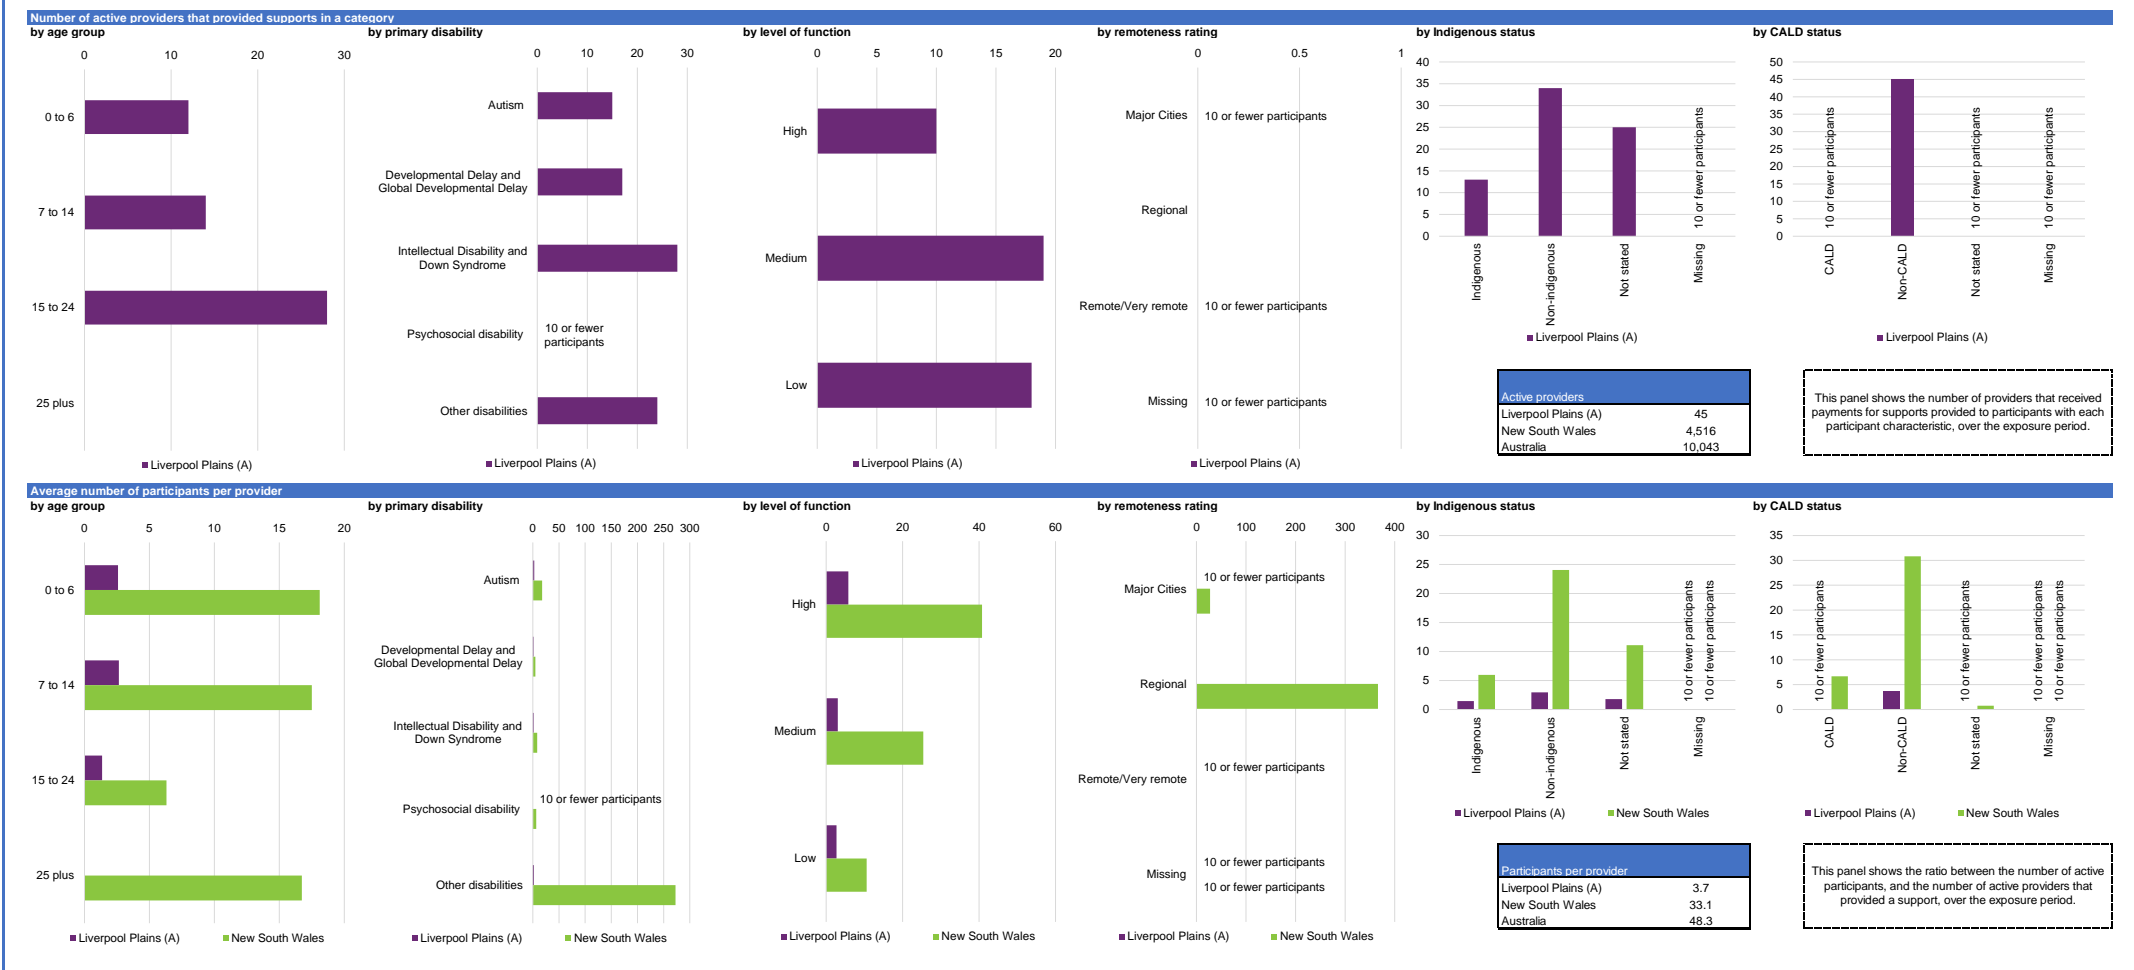 Number of active providers that provided supports in a category
by age group
0 10 20 30
0 to 6
7 to 14
15 to 24
25 plus
Liverpool Plains (A)
by primary disability
0 10 20 30
Autism
Developmental Delay and
Global Developmental Delay
Intellectual Disability and
Down Syndrome
Psychosocial disability
10 or fewer
participants
Other disabilities
Liverpool Plains (A)
by level of function
0 5 10 15 20
High
Medium
Low
Liverpool Plains (A)
by remoteness rating
0 0.5 1
Major Cities 10 or fewer participants
Regional
Remote/Very remote 10 or fewer participants
Missing 10 or fewer participants
Liverpool Plains (A)
by Indigenous status
40
35
30
25
20
15
10
5
0
10 or fewer participants
Indigenous
Non-indigenous
Not stated
Missing
Liverpool Plains (A)
by CALD status
50
45
40
35
30
25
20
15
10
5
0
10 or fewer participants
10 or fewer participants
10 or fewer participants
CALD
Non-CALD
Not stated
Missing
Liverpool Plains (A)
Active providers
Liverpool Plains (A) 45
New South Wales 4,516
Australia 10,043
This panel shows the number of providers that received
payments for supports provided to participants with each
participant characteristic, over the exposure period.
Average number of participants per provider
by age group
0 5 10 15 20
0 to 6
7 to 14
15 to 24
25 plus
Liverpool Plains (A) New South Wales
by primary disability
0 50 100 150 200 250 300
Autism
Developmental Delay and
Global Developmental Delay
Intellectual Disability and
Down Syndrome
Psychosocial disability
10 or fewer participants
Other disabilities
Liverpool Plains (A) New South Wales
by level of function
0 20 40 60
High
Medium
Low
Liverpool Plains (A) New South Wales
by remoteness rating
0 100 200 300 400
Major Cities
10 or fewer participants
Regional
Remote/Very remote
10 or fewer participants
Missing
10 or fewer participants
10 or fewer participants
Liverpool Plains (A) New South Wales
by Indigenous status
30
25
20
15
10
5
0
10 or fewer participants
10 or fewer participants
Indigenous
Non-indigenous
Not stated
Missing
Liverpool Plains (A) New South Wales
by CALD status
35
30
25
20
15
10
5
0
10 or fewer participants
10 or fewer participants
10 or fewer participants
10 or fewer participants
CALD
Non-CALD
Not stated
Missing
Liverpool Plains (A) New South Wales
Participants per provider
Liverpool Plains (A) 3.7
New South Wales 33.1
Australia 48.3
This panel shows the ratio between the number of active
participants, and the number of active providers that
provided a support, over the exposure period.